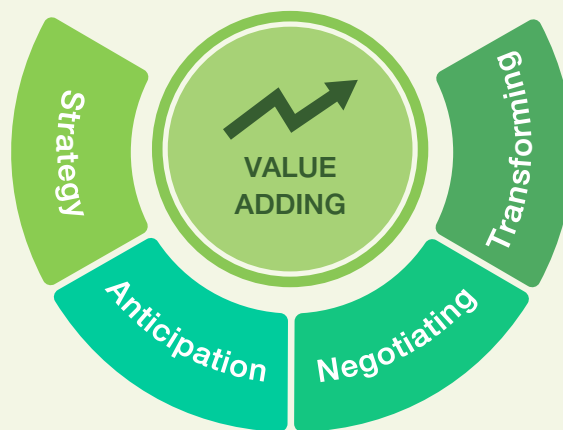 VALUE
ADDING
Strategy
Anticipation
Negotiating
Transforming